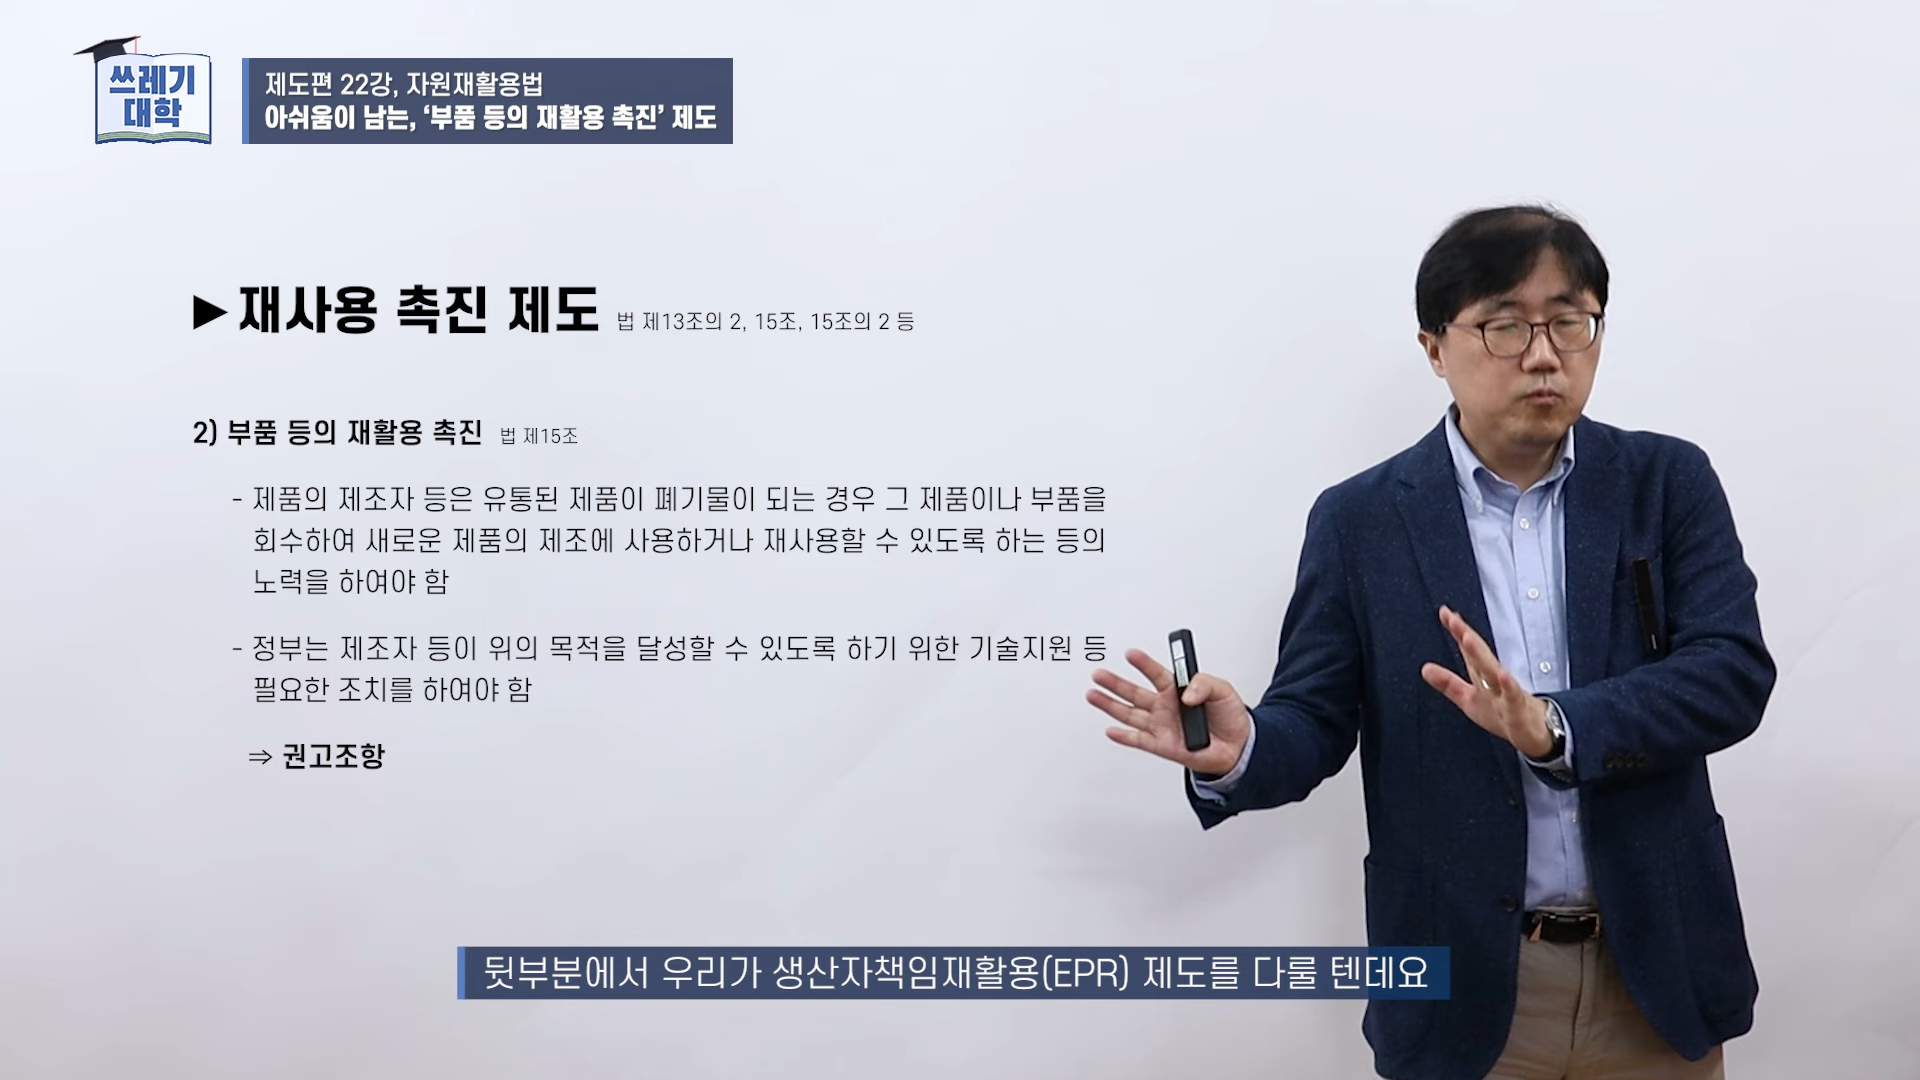 쓰레기
대학
제도편 22강, 자원재활용법
아쉬움이 남는, ‘부품 등의 재활용 촉진’ 제도
▶재사용 촉진 제도 법 제13조의 2, 15조, 15조의 2 등
2) 부품 등의 재활용 촉진 법 제15조
- 제품의 제조자 등은 유통된 제품이 폐기물이 되는 경우 그 제품이나 부품을
회수하여 새로운 제품의 제조에 사용하거나 재사용할 수 있도록 하는 등의
노력을 하여야 함
- 정부는 제조자 등이 위의 목적을 달성할 수 있도록 하기 위한 기술지원 등
필요한 조치를 하여야 함
⇒ 권고조항
뒷부분에서 우리가 생산자책임재활용(EPR) 제도를 다룰 텐데요